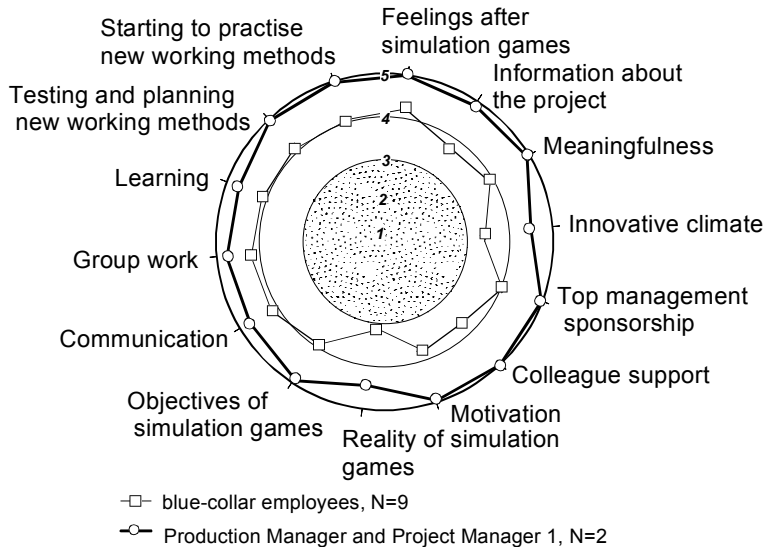 Starting to practise
new working methods
Feelings after
simulation games
Information about
the project
Testing and planning
new working methods
Meaningfulness
Learning
Innovative climate
Group work
Top management
sponsorship
Communication
Colleague support
Objectives of
simulation games
Motivation
Reality of simulation
games
5
4
3
2
1
blue-collar employees, N=9
Production Manager and Project Manager 1, N=2